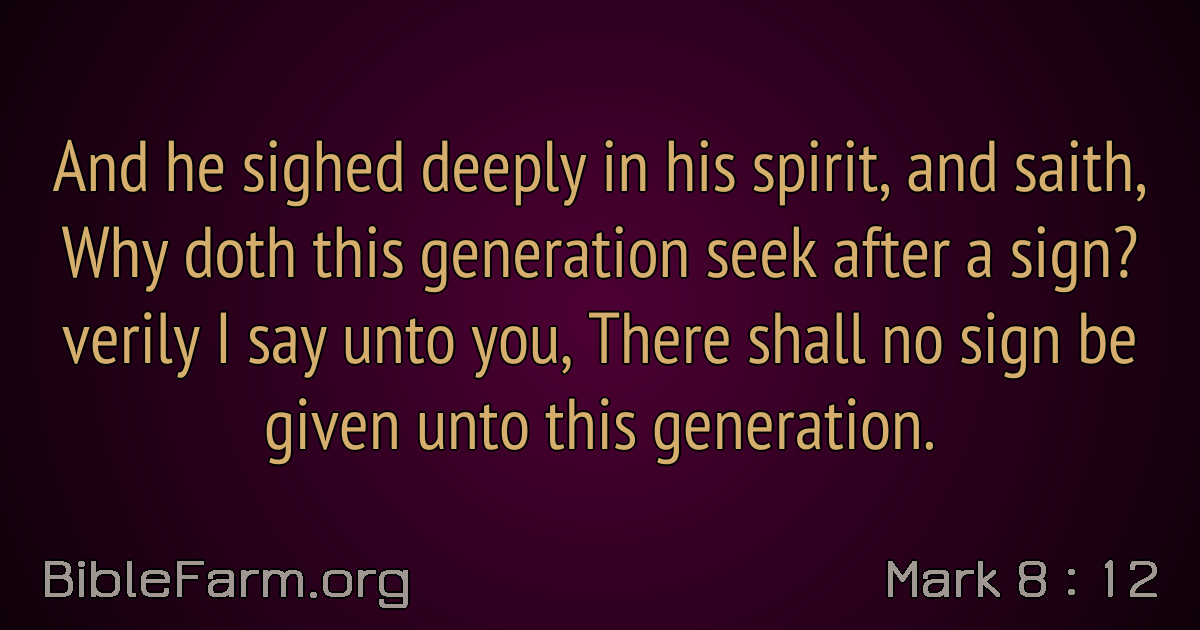 And he sighed deeply in his spirit, and saith,
Why doth this generation seek after a sign?
verily I say unto you, There shall no sign be
given unto this generation.
BibleFarm.org
Mark 8 : 12